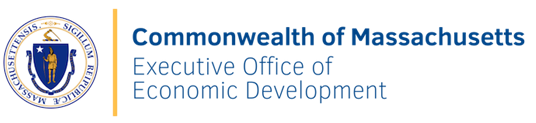 SIGILLUM REIPUBLICÆ MASSACHUSETTENSIS
Commonwealth of Massachusetts
Executive Office of
Economic Development